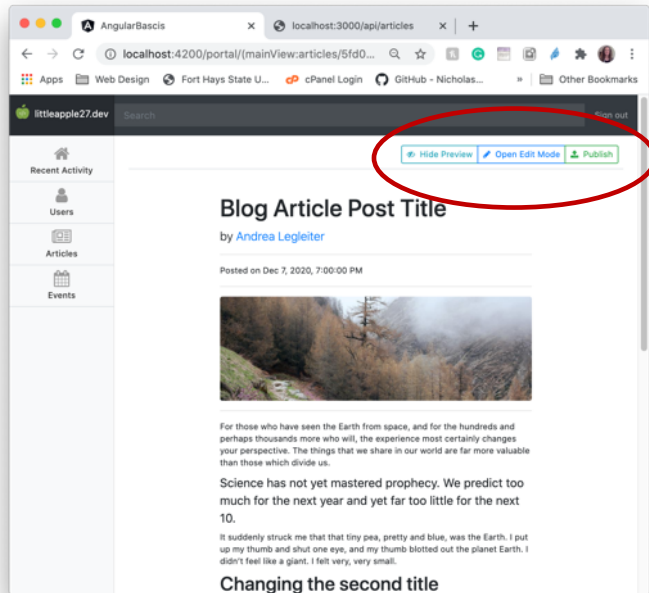 AngularBascis
localhost:3000/api/articles
localhost:4200/portal/(mainView:articles/5fd0...
Apps Web Design Fort Hays State U... cPanel Login GitHub - Nicholas... » Other Bookmarks
littleapple27.dev Search Sign out
Hide Preview Open Edit Mode Publish
Recent Activity
Users
Articles
Events
Blog Article Post Title
by Andrea Legleiter
Posted on Dec 7, 2020, 7:00:00 PM
For those who have seen the Earth from space, and for the hundreds and
perhaps thousands more who will, the experience most certainly changes
your perspective. The things that we share in our world are far more valuable
than those which divide us.
Science has not yet mastered prophecy. We predict too
much for the next year and yet far too little for the next
10.
It suddenly struck me that that tiny pea, pretty and blue, was the Earth. I put
up my thumb and shut one eye, and my thumb blotted out the planet Earth. I
didn't feel like a giant. I felt very, very small.
Changing the second title